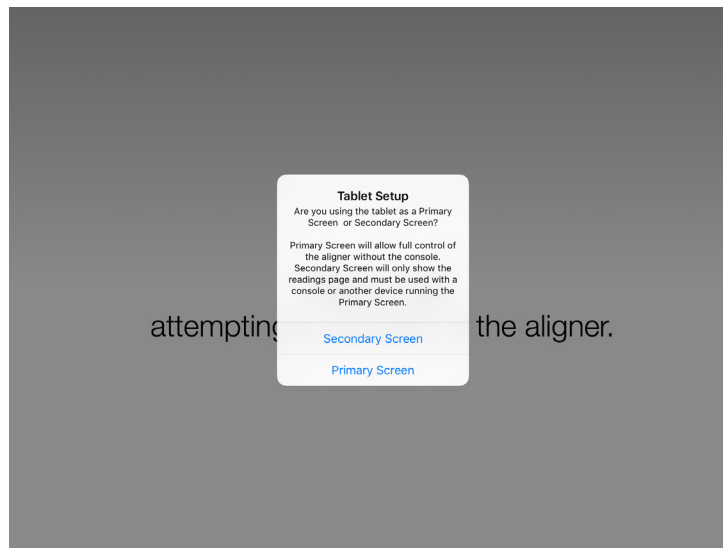 Tablet Setup
Are you using the tablet as a Primary
Screen  or Secondary Screen?
Primary Screen will allow full control of
the aligner without the console.
Secondary Screen will only show the
readings page and must be used with a
console or another device running the
Primary Screen.
attempting the aligner.
Secondary Screen
Primary Screen